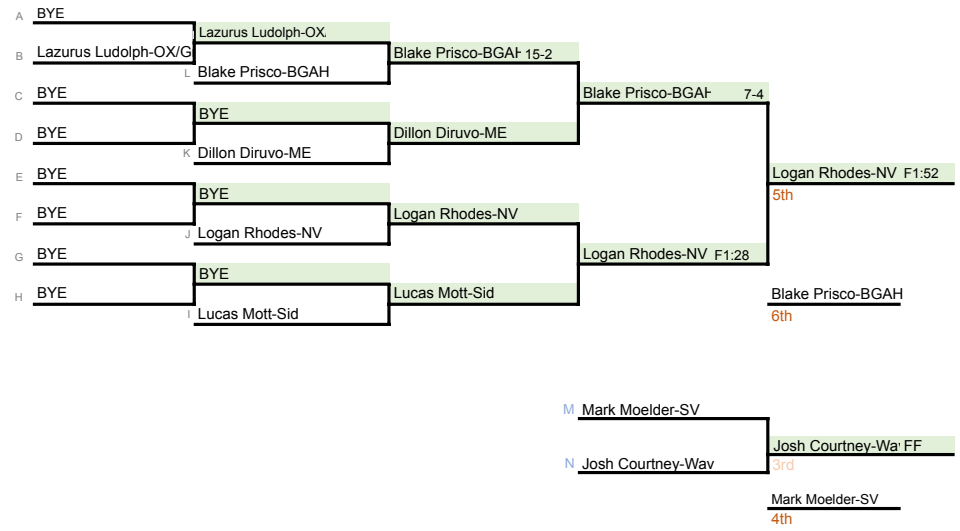 A BYE
Lazurus Ludolph-OX/
B Lazurus Ludolph-OX/G
Blake Prisco-BGAH 15-2
L Blake Prisco-BGAH
C BYE
Blake Prisco-BGAH 7-4
BYE
D BYE
Dillon Diruvo-ME
K Dillon Diruvo-ME
E BYE
Logan Rhodes-NV F1:52
5th
BYE
F BYE
Logan Rhodes-NV
J Logan Rhodes-NV
G BYE
Logan Rhodes-NV F1:28
BYE
H BYE
Lucas Mott-Sid
Blake Prisco-BGAH
I Lucas Mott-Sid
6th
M Mark Moelder-SV
Josh Courtney-Wav FF
N Josh Courtney-Wav
3rd
Mark Moelder-SV
4th